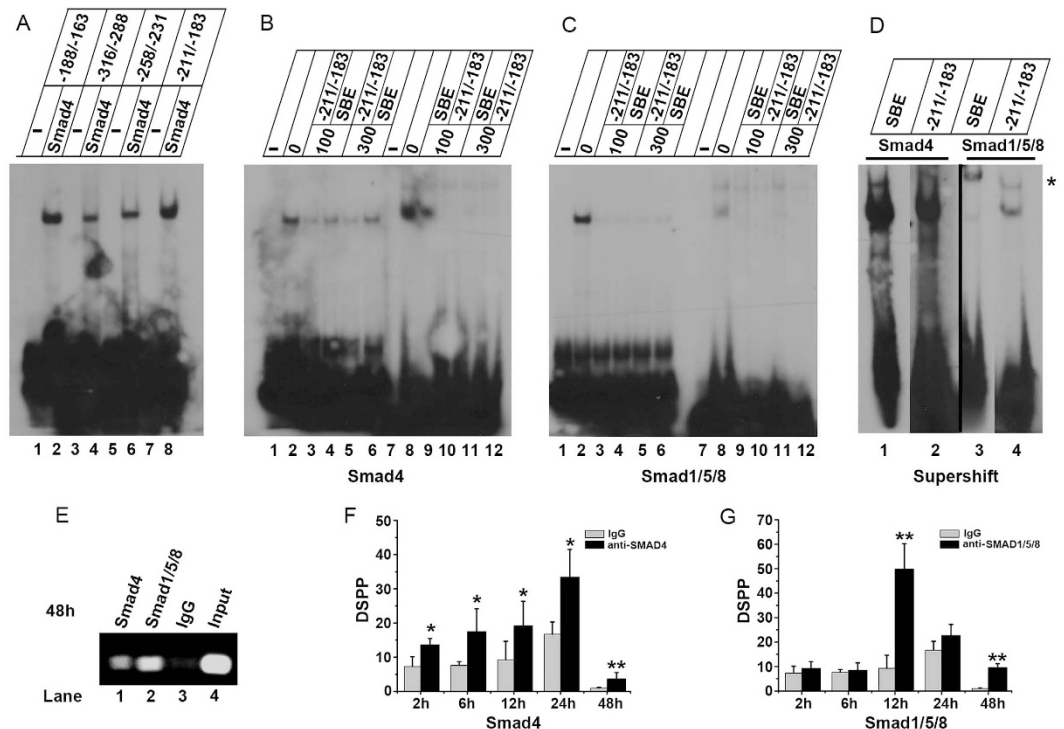 A
-188/-163
-316/-288
-258/-231
-211/-183
– Smad4 – Smad4 – Smad4 – Smad4
1 2 3 4 5 6 7 8
B
-211/-183
SBE
-211/-183
SBE
SBE
-211/-183
SBE
-211/-183
– 0 100 300 – 0 100 300
1 2 3 4 5 6 7 8 9 10 11 12
Smad4
C
-211/-183
SBE
-211/-183
SBE
SBE
-211/-183
SBE
-211/-183
– 0 100 300 – 0 100 300
1 2 3 4 5 6 7 8 9 10 11 12
Smad1/5/8
D
SBE
-211/-183
SBE
-211/-183
Smad4 Smad1/5/8
*
1 2 3 4
Supershift
E
Smad4
Smad1/5/8
IgG
Input
48h
Lane 1 2 3 4
F
IgG
anti-SMAD4
DSPP
50
40
30
20
10
0
* * * * **
2h 6h 12h 24h 48h
Smad4
G
IgG
anti-SMAD1/5/8
DSPP
70
60
50
40
30
20
10
0
** **
2h 6h 12h 24h 48h
Smad1/5/8